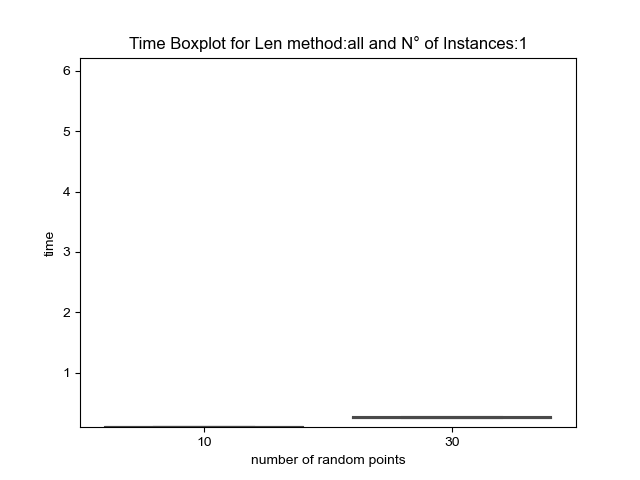 Time Boxplot for Len method:all and N° of Instances:1
6
5
4
3
2
1
time
10 30
number of random points